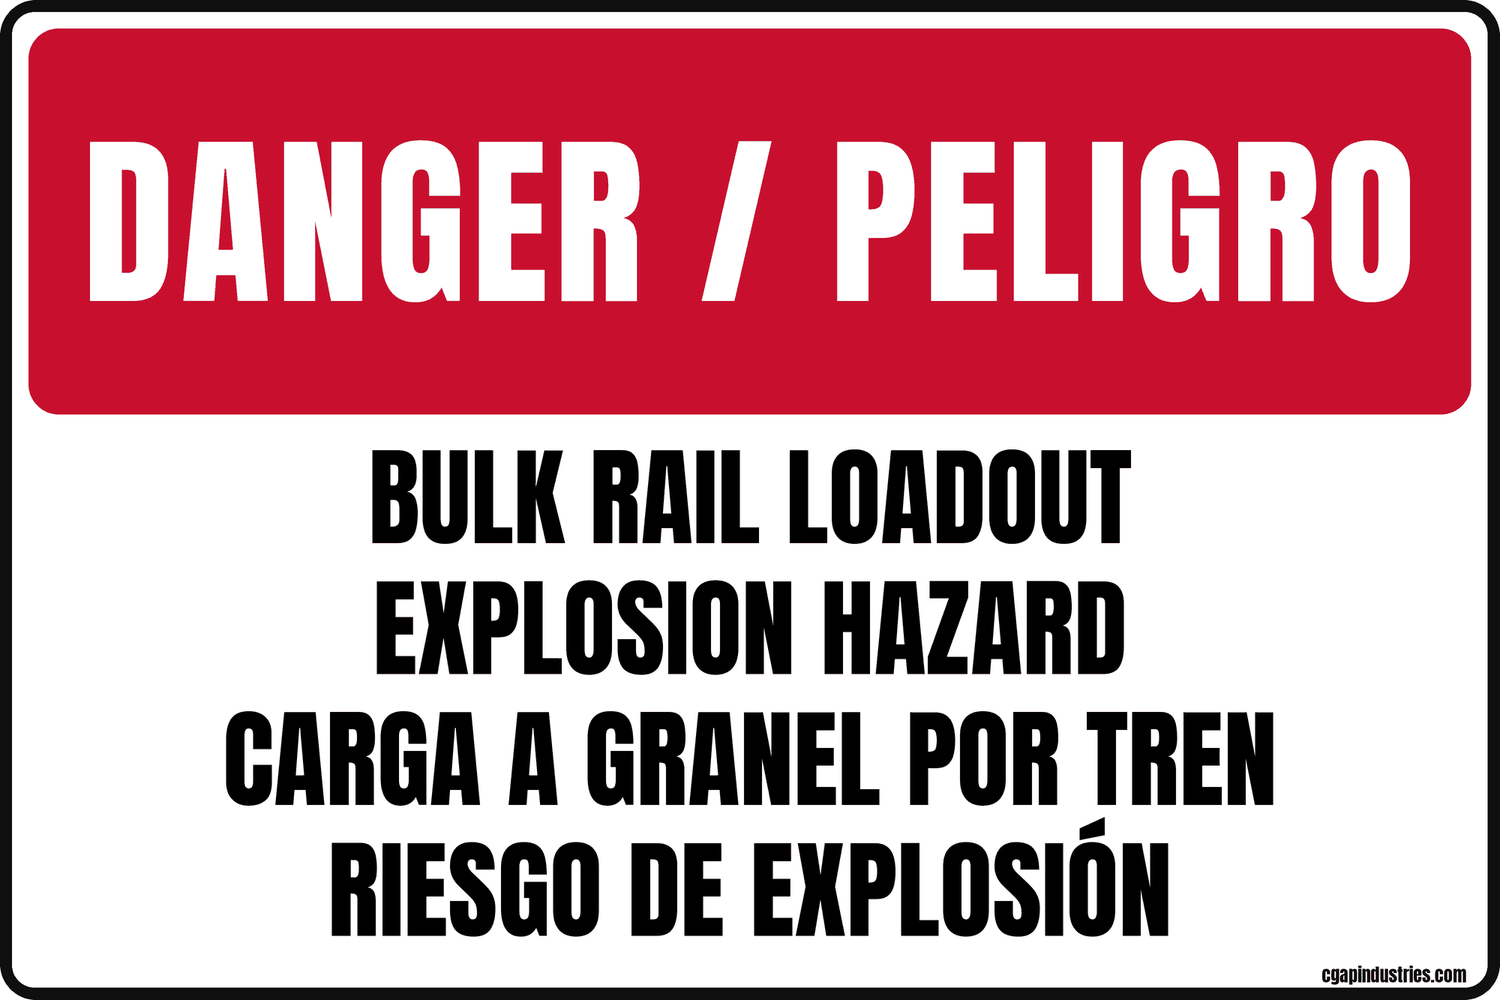 DANGER / PELIGRO
BULK RAIL LOADOUT
EXPLOSION HAZARD
CARGA A GRANEL POR TREN
RIESGO DE EXPLOSIÓN
cgapindustries.com